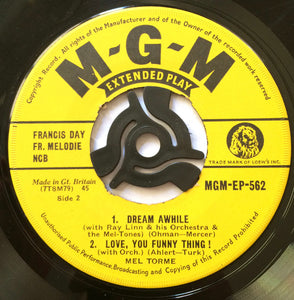 Copyright. All rights of the Manufacturer and of the Owner of the recorded work reserved.
M-G-M
EXTENDED PLAY
FRANCIS DAY
FR. MELODIE
NCB
TRADE MARK OF LOEW'S INC.
Made in Gt. Britain
(7TSM79) 45
Side 2
MGM-EP-562
1. DREAM AWHILE
(with Ray Linn & his Orchestra &
the Mel-Tones) (Ohman-Mercer)
2. LOVE, YOU FUNNY THING!
(with Orch.) (Ahlert-Turk)
MEL TORME
Unauthorised Public Performance, Broadcasting and Copying of this Record Prohibited